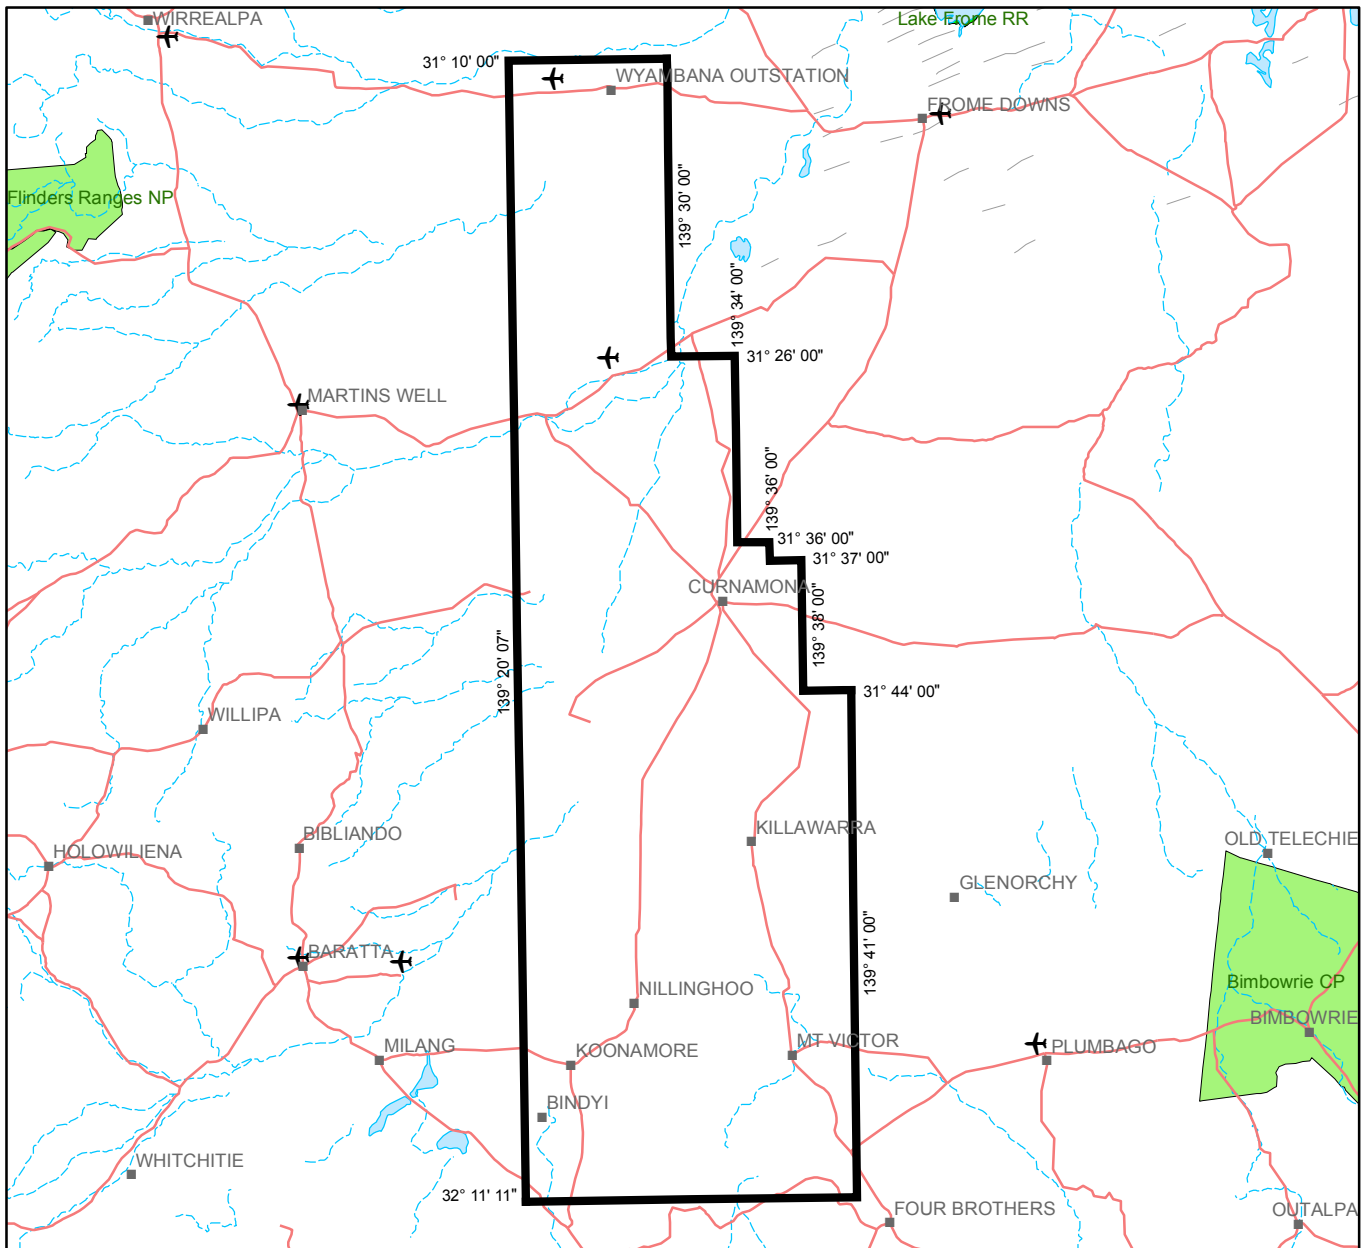 WIRREALPA
Lake Frome RR
31° 10' 00"
WYAMBANA OUTSTATION
FROME DOWNS
Flinders Ranges NP
139° 30' 00"
139° 34' 00"
31° 26' 00"
MARTINS WELL
139° 36' 00"
31° 36' 00"
31° 37' 00"
CURNAMONA
139° 38' 00"
139° 20' 07"
31° 44' 00"
WILLIPA
KILLAWARRA
BIBLIANDO
HOLOWILIENA
OLD TELECHIE
GLENORCHY
139° 41' 00"
BARATTA
Bimbowrie CP
NILLINGHOO
BIMBOWRIE
MT VICTOR
MILANG
KOONAMORE
PLUMBAGO
BINDYI
WHITCHITIE
32° 11' 11"
FOUR BROTHERS
OUTALPA